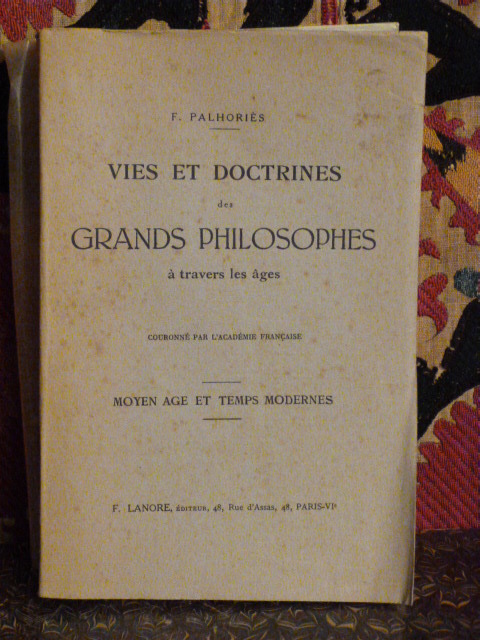 F. PALHORIÈS
VIES ET DOCTRINES
des
GRANDS PHILOSOPHES
à travers les âges
COURONNÉ PAR L'ACADÉMIE FRANÇAISE
MOYEN AGE ET TEMPS MODERNES
F. LANORE, ÉDITEUR, 48, Rue d'Assas, 48, PARIS-VIᵉ